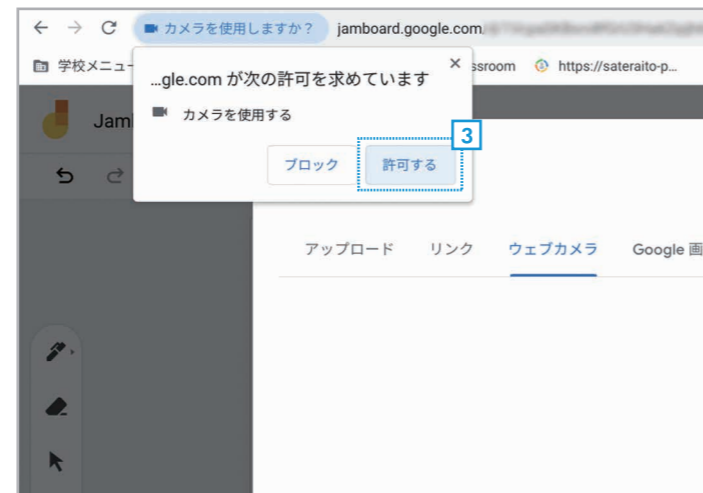 カメラを使用しますか？ jamboard.google.com
学校メニュー ssroom https://sateraito-p...
...gle.com が次の許可を求めています ×
Jam
カメラを使用する
3
ブロック 許可する
アップロード リンク ウェブカメラ Google 画